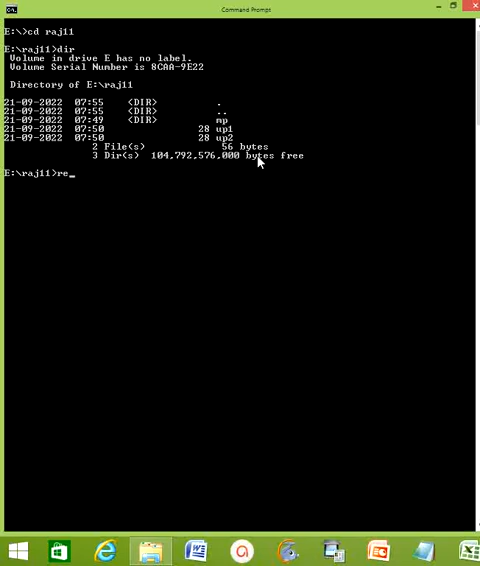 Command Prompt
E:\>cd raj11
E:\raj11>dir
Volume in drive E has no label.
Volume Serial Number is 8CAA-9E22
Directory of E:\raj11
21-09-2022 07:55 <DIR> .
21-09-2022 07:55 <DIR> ..
21-09-2022 07:49 <DIR> mp
21-09-2022 07:50 28 up1
21-09-2022 07:50 28 up2
2 File(s) 56 bytes
3 Dir(s) 104,792,576,000 bytes free
E:\raj11>re_